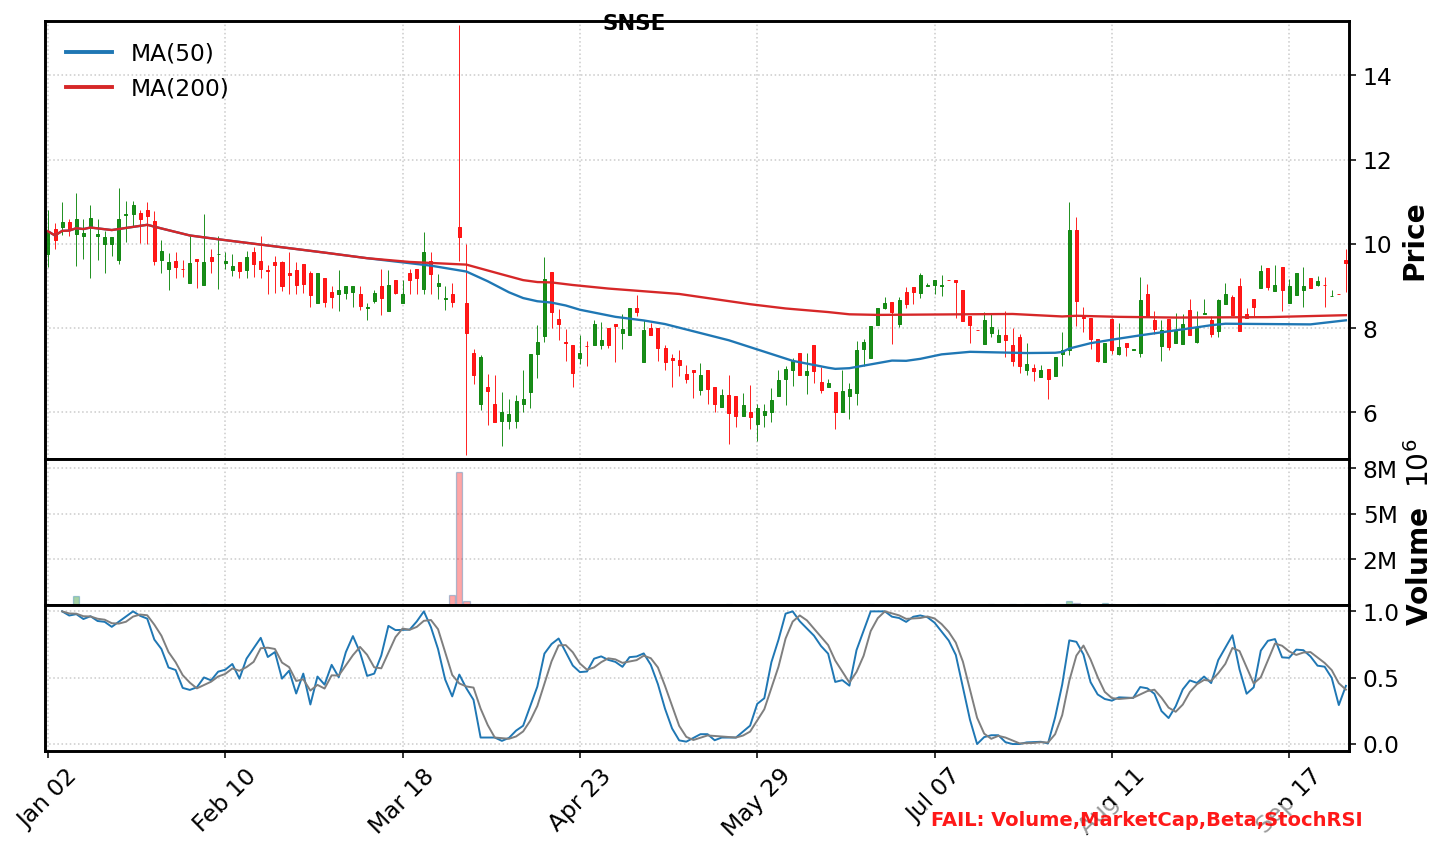 SNSE
MA(50)
MA(200)
14
12
10
8
6
Price
8M
5M
2M
Volume 10^6
1.0
0.5
0.0
Jan 02
Feb 10
Mar 18
Apr 23
May 29
Jul 07
Aug 11
Sep 17
FAIL: Volume,MarketCap,Beta,StochRSI